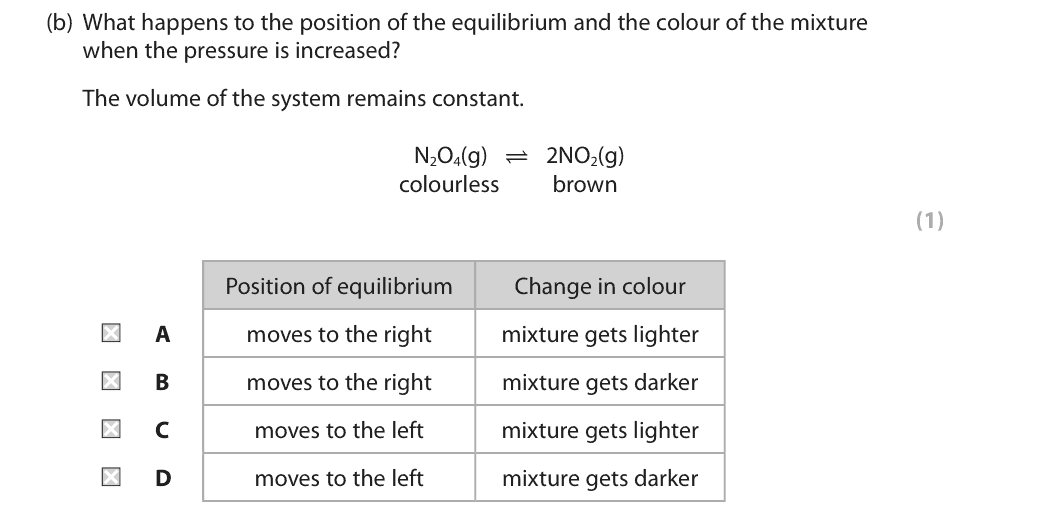 (b) What happens to the position of the equilibrium and the colour of the mixture
when the pressure is increased?
The volume of the system remains constant.
N₂O₄(g) ⇌ 2NO₂(g)
colourless brown
(1)
Position of equilibrium Change in colour
A moves to the right mixture gets lighter
B moves to the right mixture gets darker
C moves to the left mixture gets lighter
D moves to the left mixture gets darker